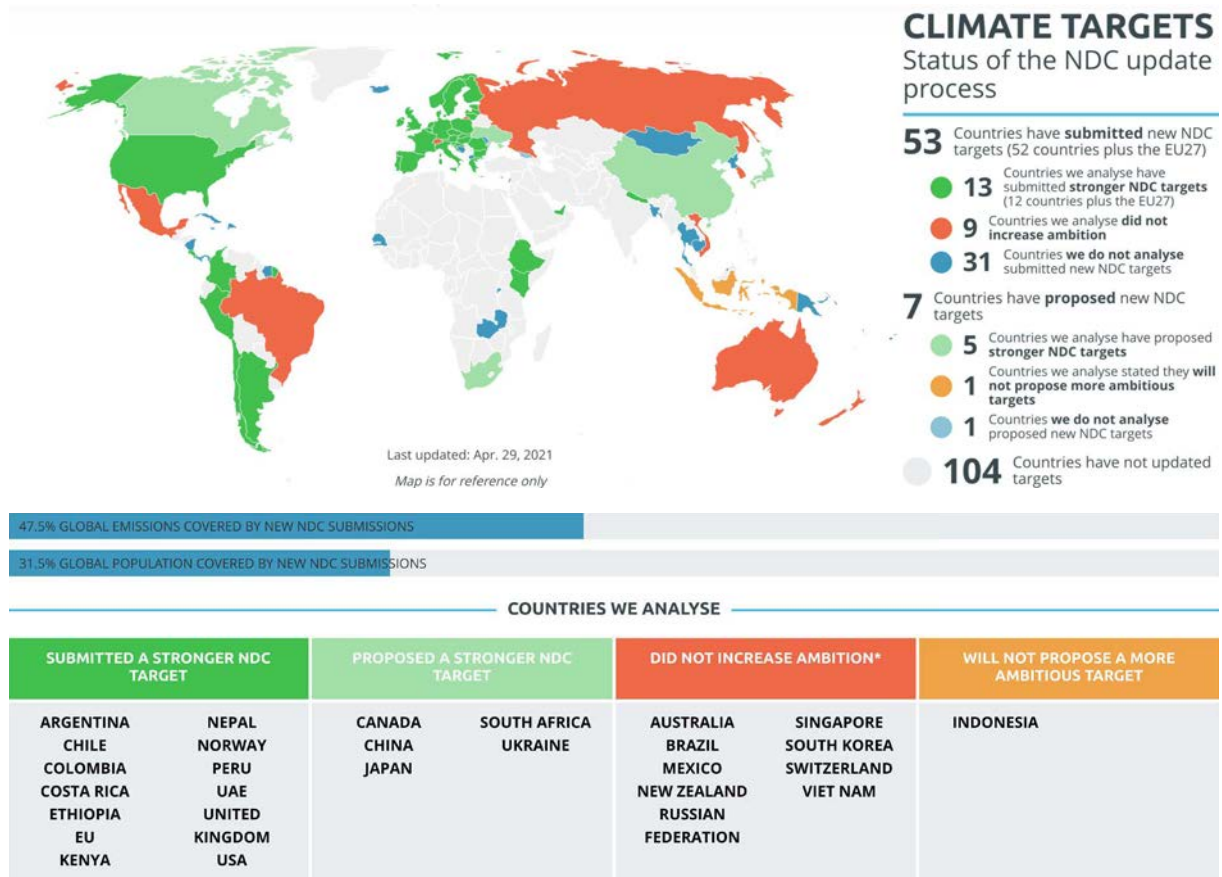 CLIMATE TARGETS
Status of the NDC update
process
53 Countries have submitted new NDC
targets (52 countries plus the EU27)
13 Countries we analyse have
submitted stronger NDC targets
(12 countries plus the EU27)
9 Countries we analyse did not
increase ambition
31 Countries we do not analyse
submitted new NDC targets
7 Countries have proposed new NDC
targets
5 Countries we analyse have proposed
stronger NDC targets
1 Countries we analyse stated they will
not propose more ambitious
targets
1 Countries we do not analyse
proposed new NDC targets
104 Countries have not updated
targets
Last updated: Apr. 29, 2021
Map is for reference only
47.5% GLOBAL EMISSIONS COVERED BY NEW NDC SUBMISSIONS
31.5% GLOBAL POPULATION COVERED BY NEW NDC SUBMISSIONS
COUNTRIES WE ANALYSE
SUBMITTED A STRONGER NDC
TARGET
ARGENTINA
CHILE
COLOMBIA
COSTA RICA
ETHIOPIA
EU
KENYA
NEPAL
NORWAY
PERU
UAE
UNITED
KINGDOM
USA
PROPOSED A STRONGER NDC
TARGET
CANADA
CHINA
JAPAN
SOUTH AFRICA
UKRAINE
DID NOT INCREASE AMBITION*
AUSTRALIA
BRAZIL
MEXICO
NEW ZEALAND
RUSSIAN
FEDERATION
SINGAPORE
SOUTH KOREA
SWITZERLAND
VIET NAM
WILL NOT PROPOSE A MORE
AMBITIOUS TARGET
INDONESIA